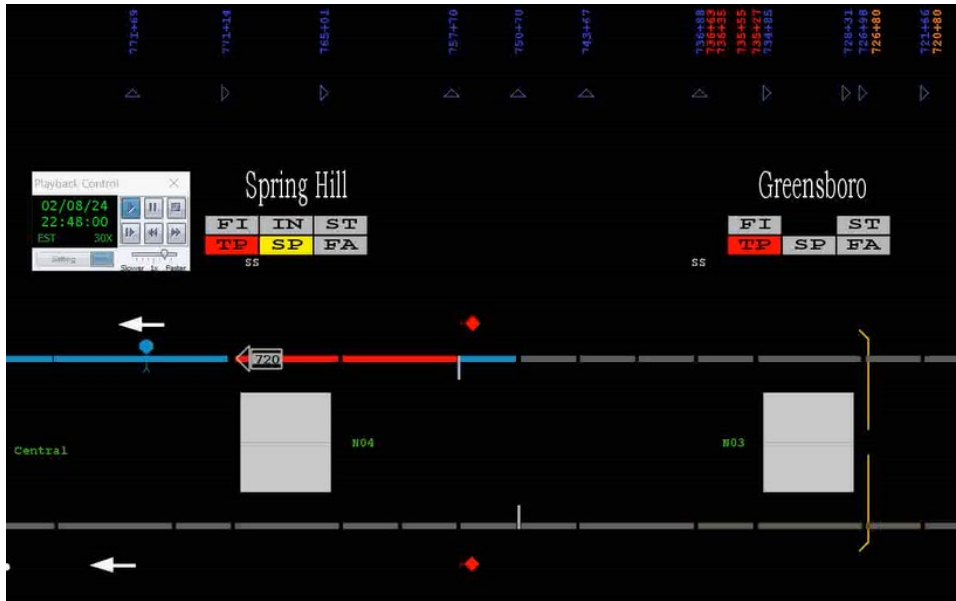 771+69
771+14
765+01
757+70
750+70
743+67
736+88
736+63
736+35
735+55
735+27
734+85
728+31
726+98
726+80
721+66
720+80
Playback Control
02/08/24
22:48:00
EST 30X
Slower 1x Faster
Spring Hill
FI IN ST
TP SP FA
SS
Greensboro
FI ST
TP SP FA
SS
720
N04
N03
Central